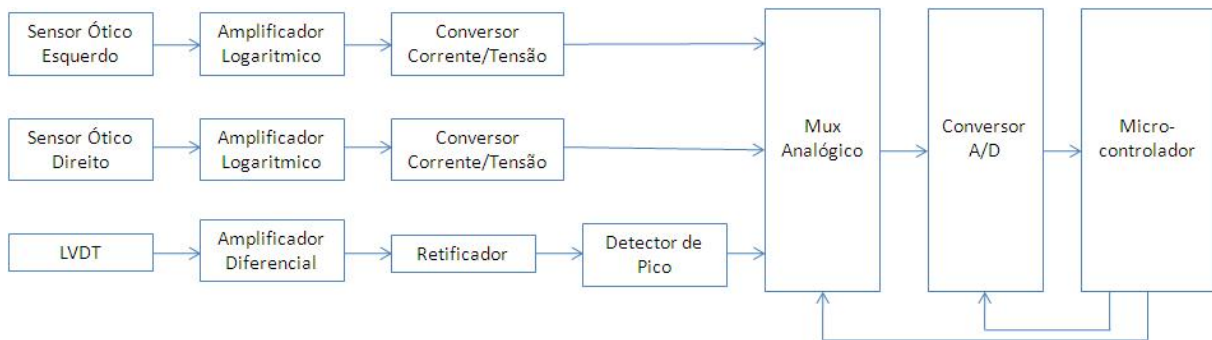 Sensor Ótico
Esquerdo
Amplificador
Logaritmico
Conversor
Corrente/Tensão
Sensor Ótico
Direito
Amplificador
Logaritmico
Conversor
Corrente/Tensão
LVDT
Amplificador
Diferencial
Retificador
Detector de
Pico
Mux
Analógico
Conversor
A/D
Micro-
controlador